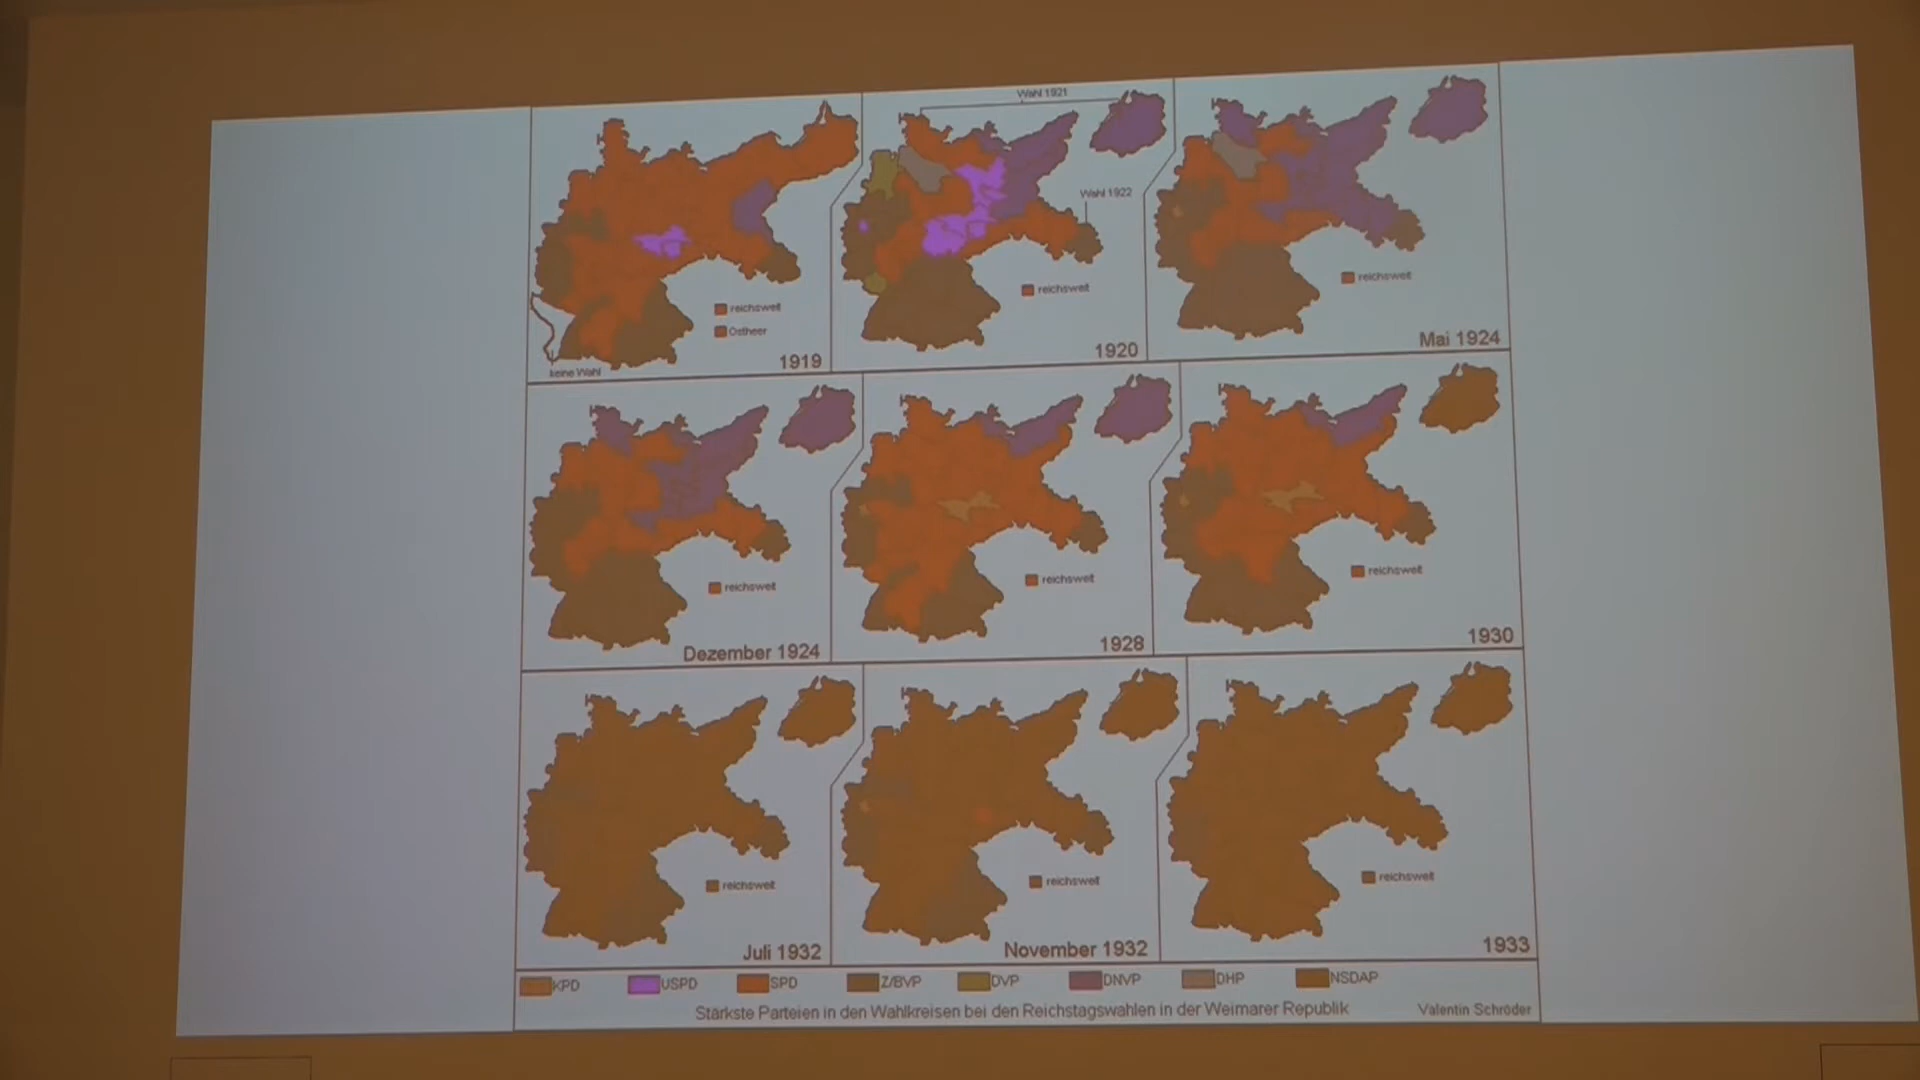 Wahl 1921
Wahl 1922
reichsweit
Ostheer
keine Wahl
1919
reichsweit
1920
reichsweit
Mai 1924
reichsweit
Dezember 1924
reichsweit
1928
reichsweit
1930
reichsweit
Juli 1932
reichsweit
November 1932
reichsweit
1933
KPD USPD SPD Z/BVP DVP DNVP DHP NSDAP
Stärkste Parteien in den Wahlkreisen bei den Reichstagswahlen in der Weimarer Republik Valentin Schröder